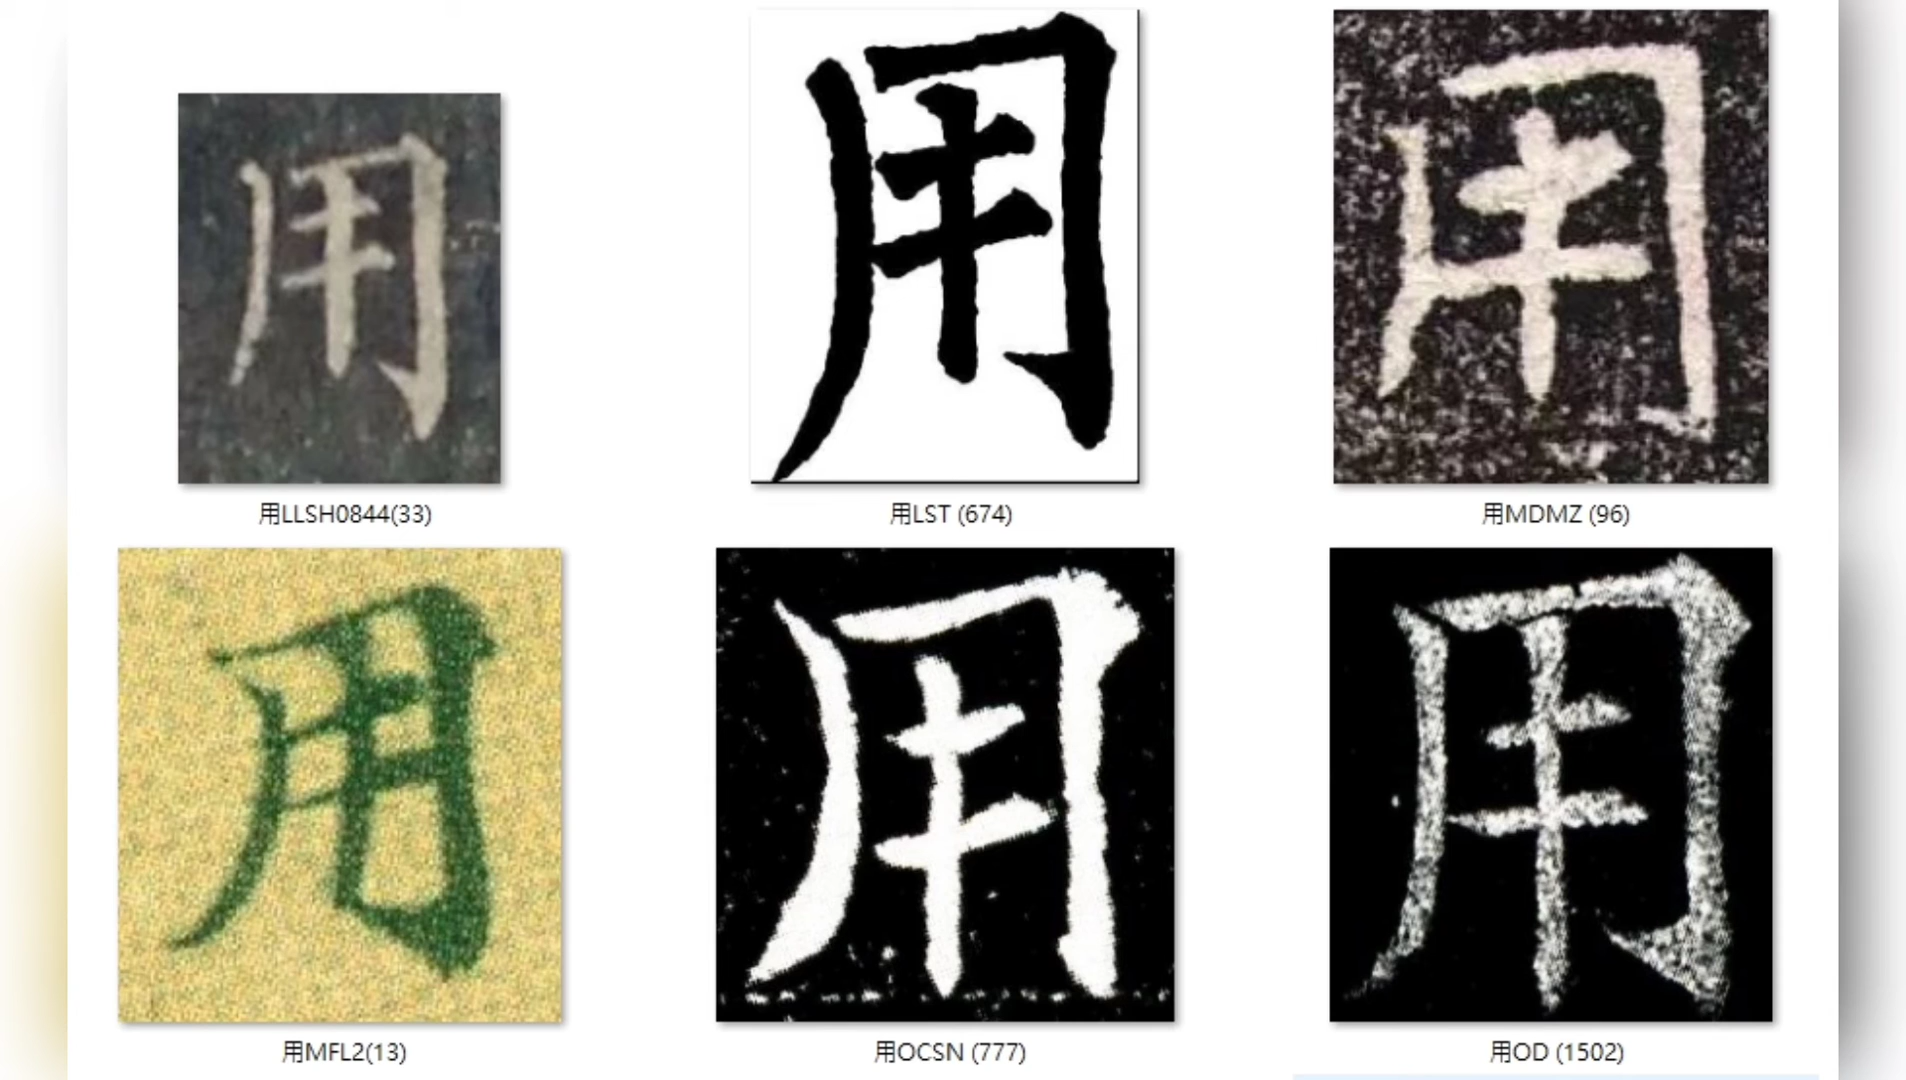 用
用
用
用LLSH0844(33)
用LST (674)
用MDMZ (96)
用
用
用
用MFL2(13)
用OCSN (777)
用OD (1502)